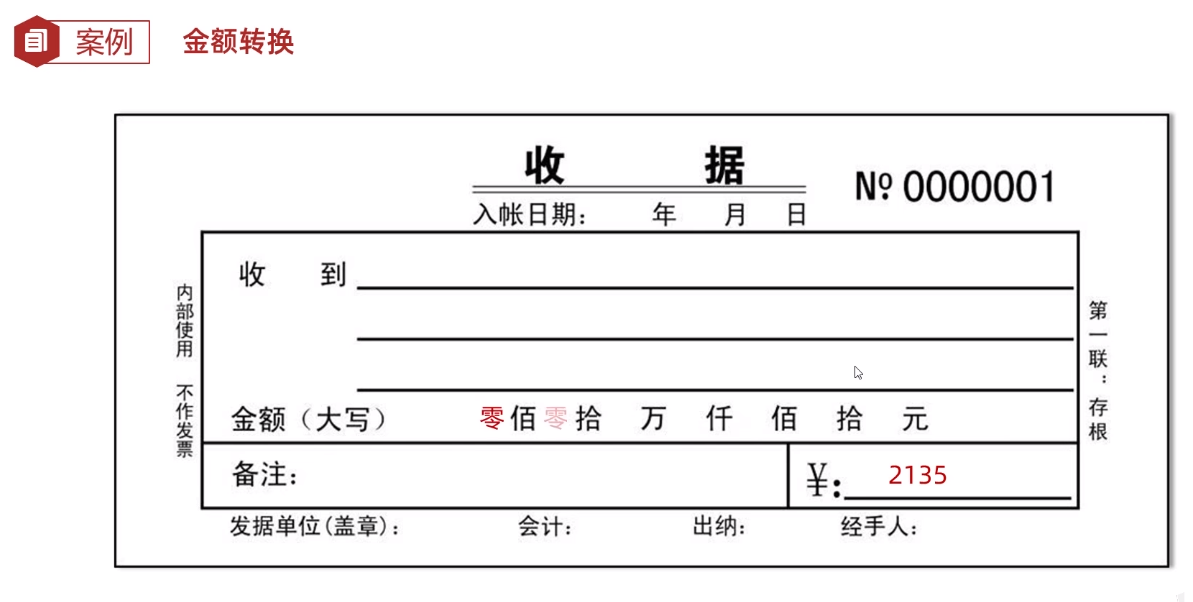 案例 金额转换
收 据
№ 0000001
入帐日期： 年 月 日
收 到
金额（大写） 零佰零拾 万 仟 佰 拾 元
备注：
￥： 2135
发据单位(盖章)： 会计： 出纳： 经手人：
内部使用 不作发票
第一联：存根